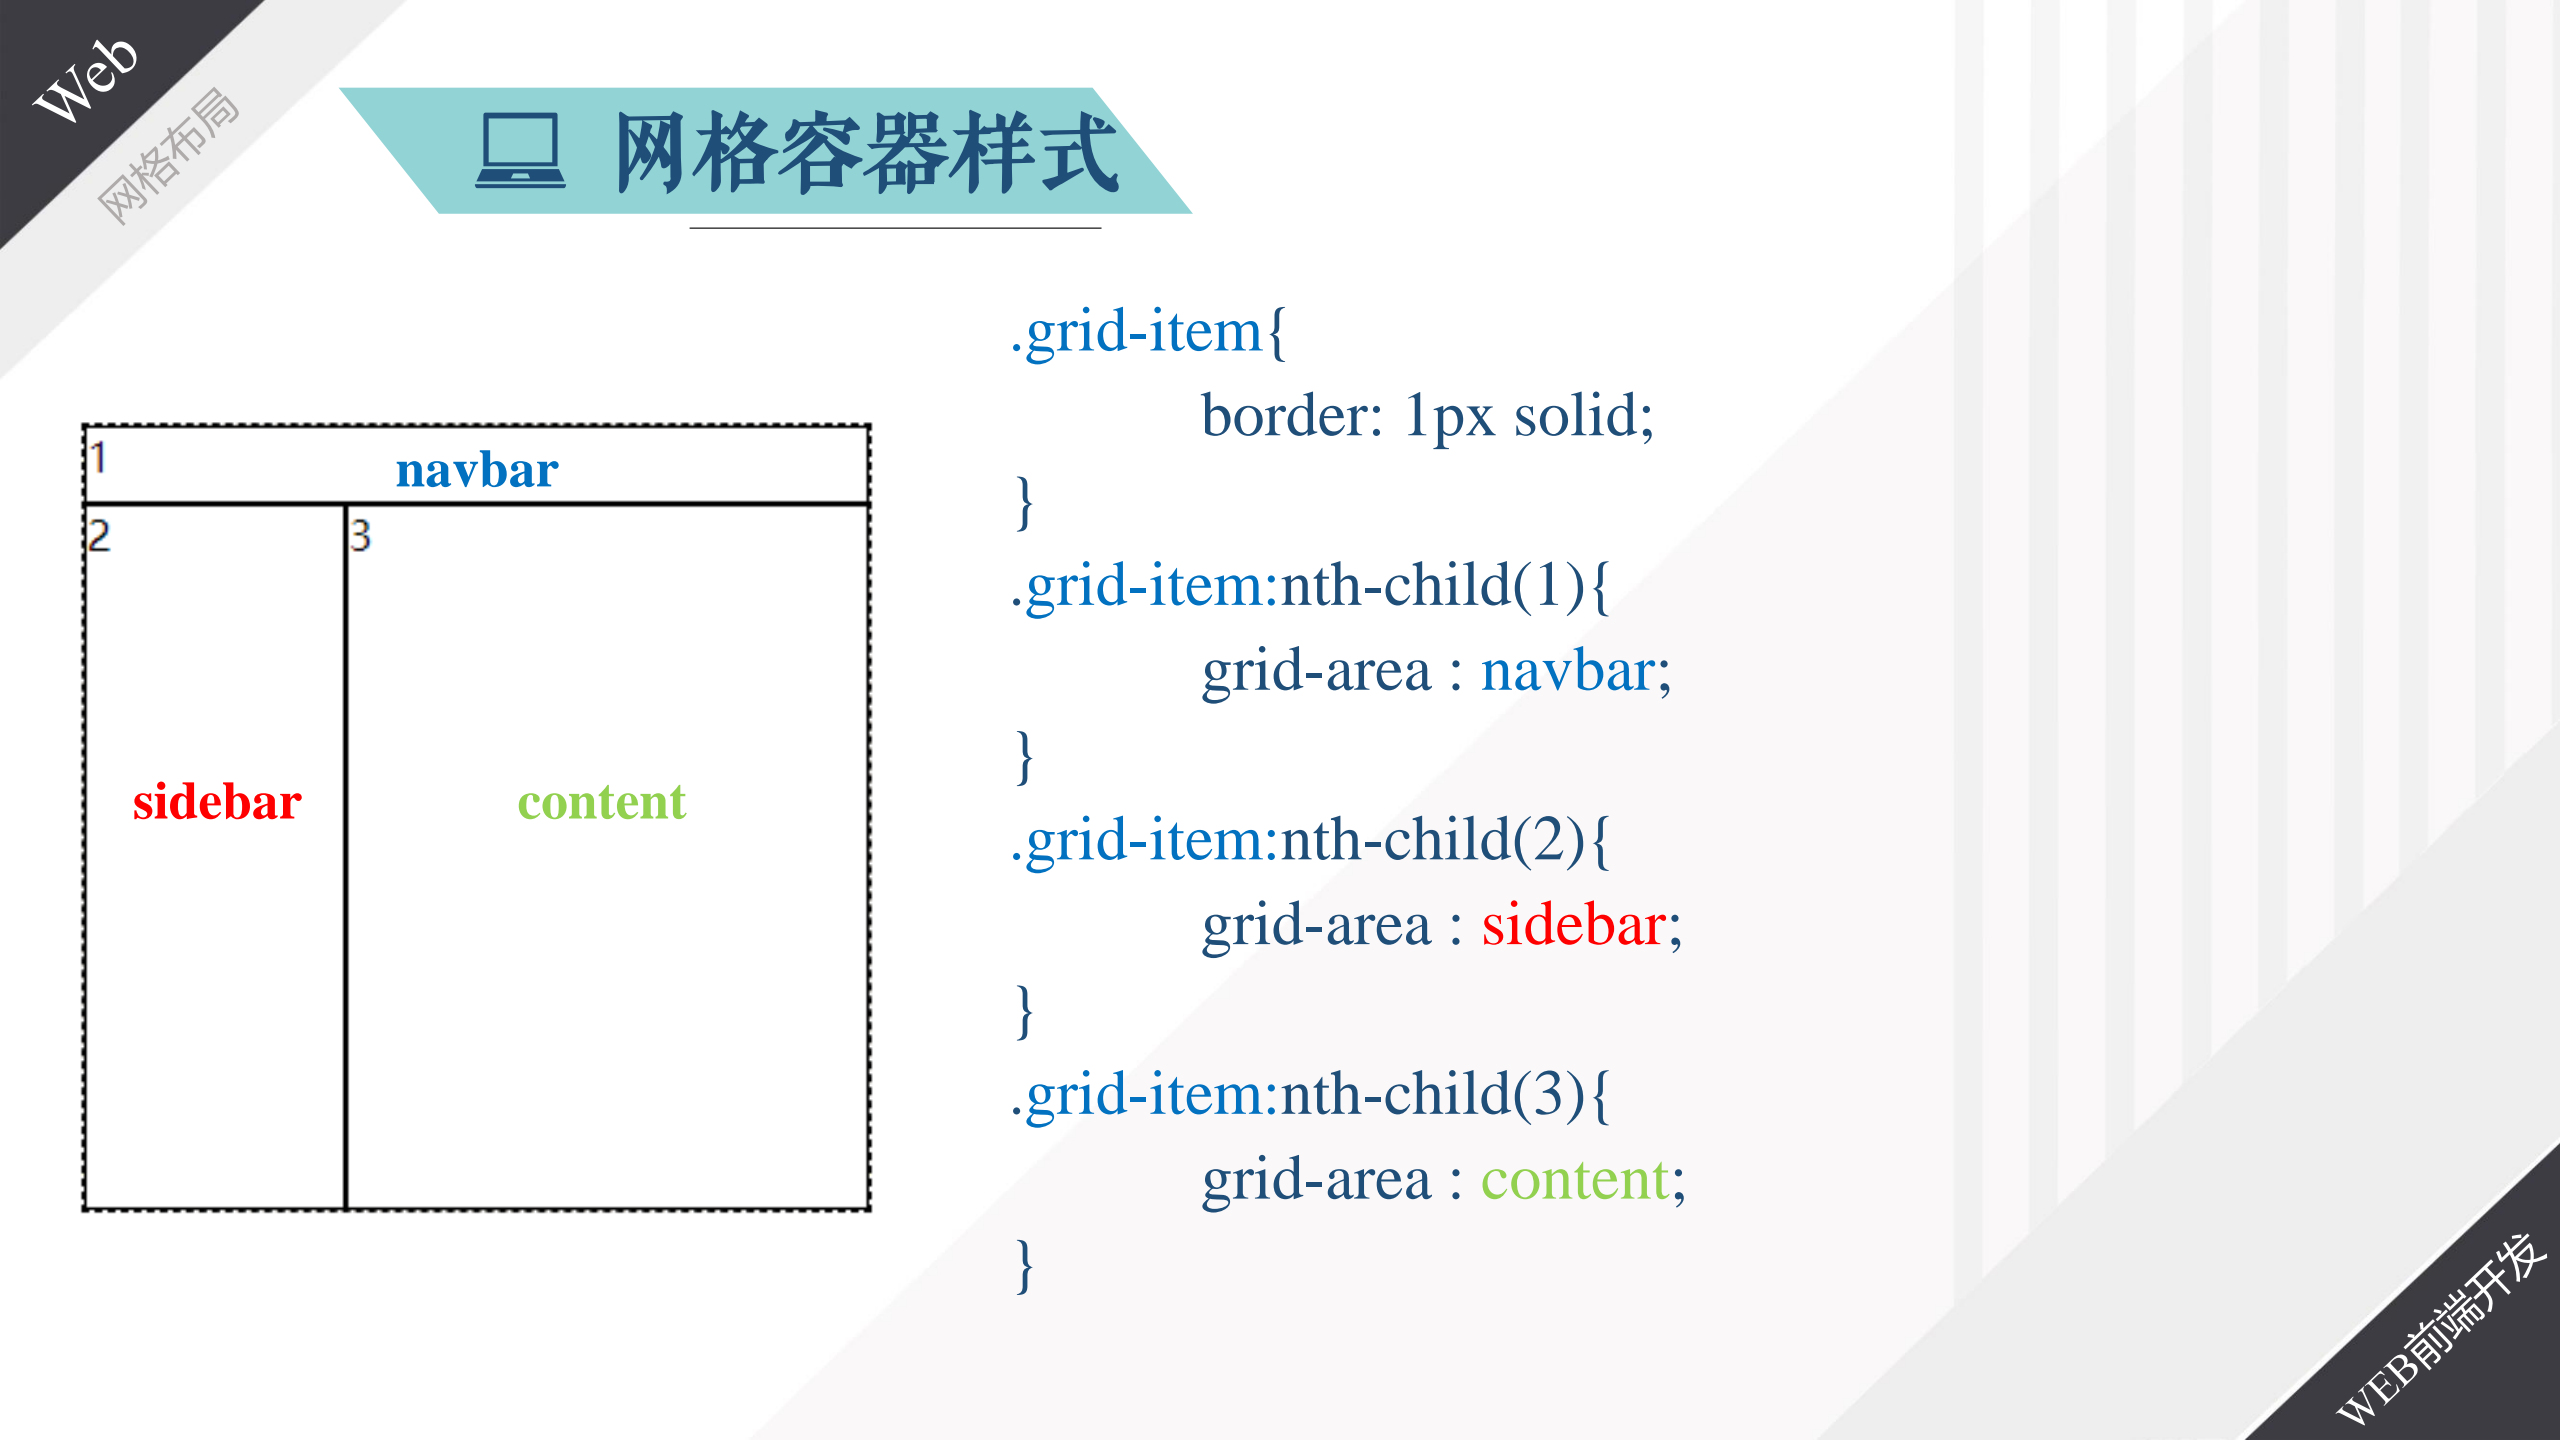 Web
网格布局
网格容器样式
1
navbar
2
3
sidebar
content
.grid-item{
border: 1px solid;
}
.grid-item:nth-child(1){
grid-area : navbar;
}
.grid-item:nth-child(2){
grid-area : sidebar;
}
.grid-item:nth-child(3){
grid-area : content;
}
WEB前端开发